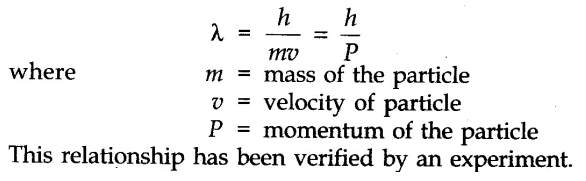 λ = h/mv = h/P
where m = mass of the particle
v = velocity of particle
P = momentum of the particle
This relationship has been verified by an experiment.